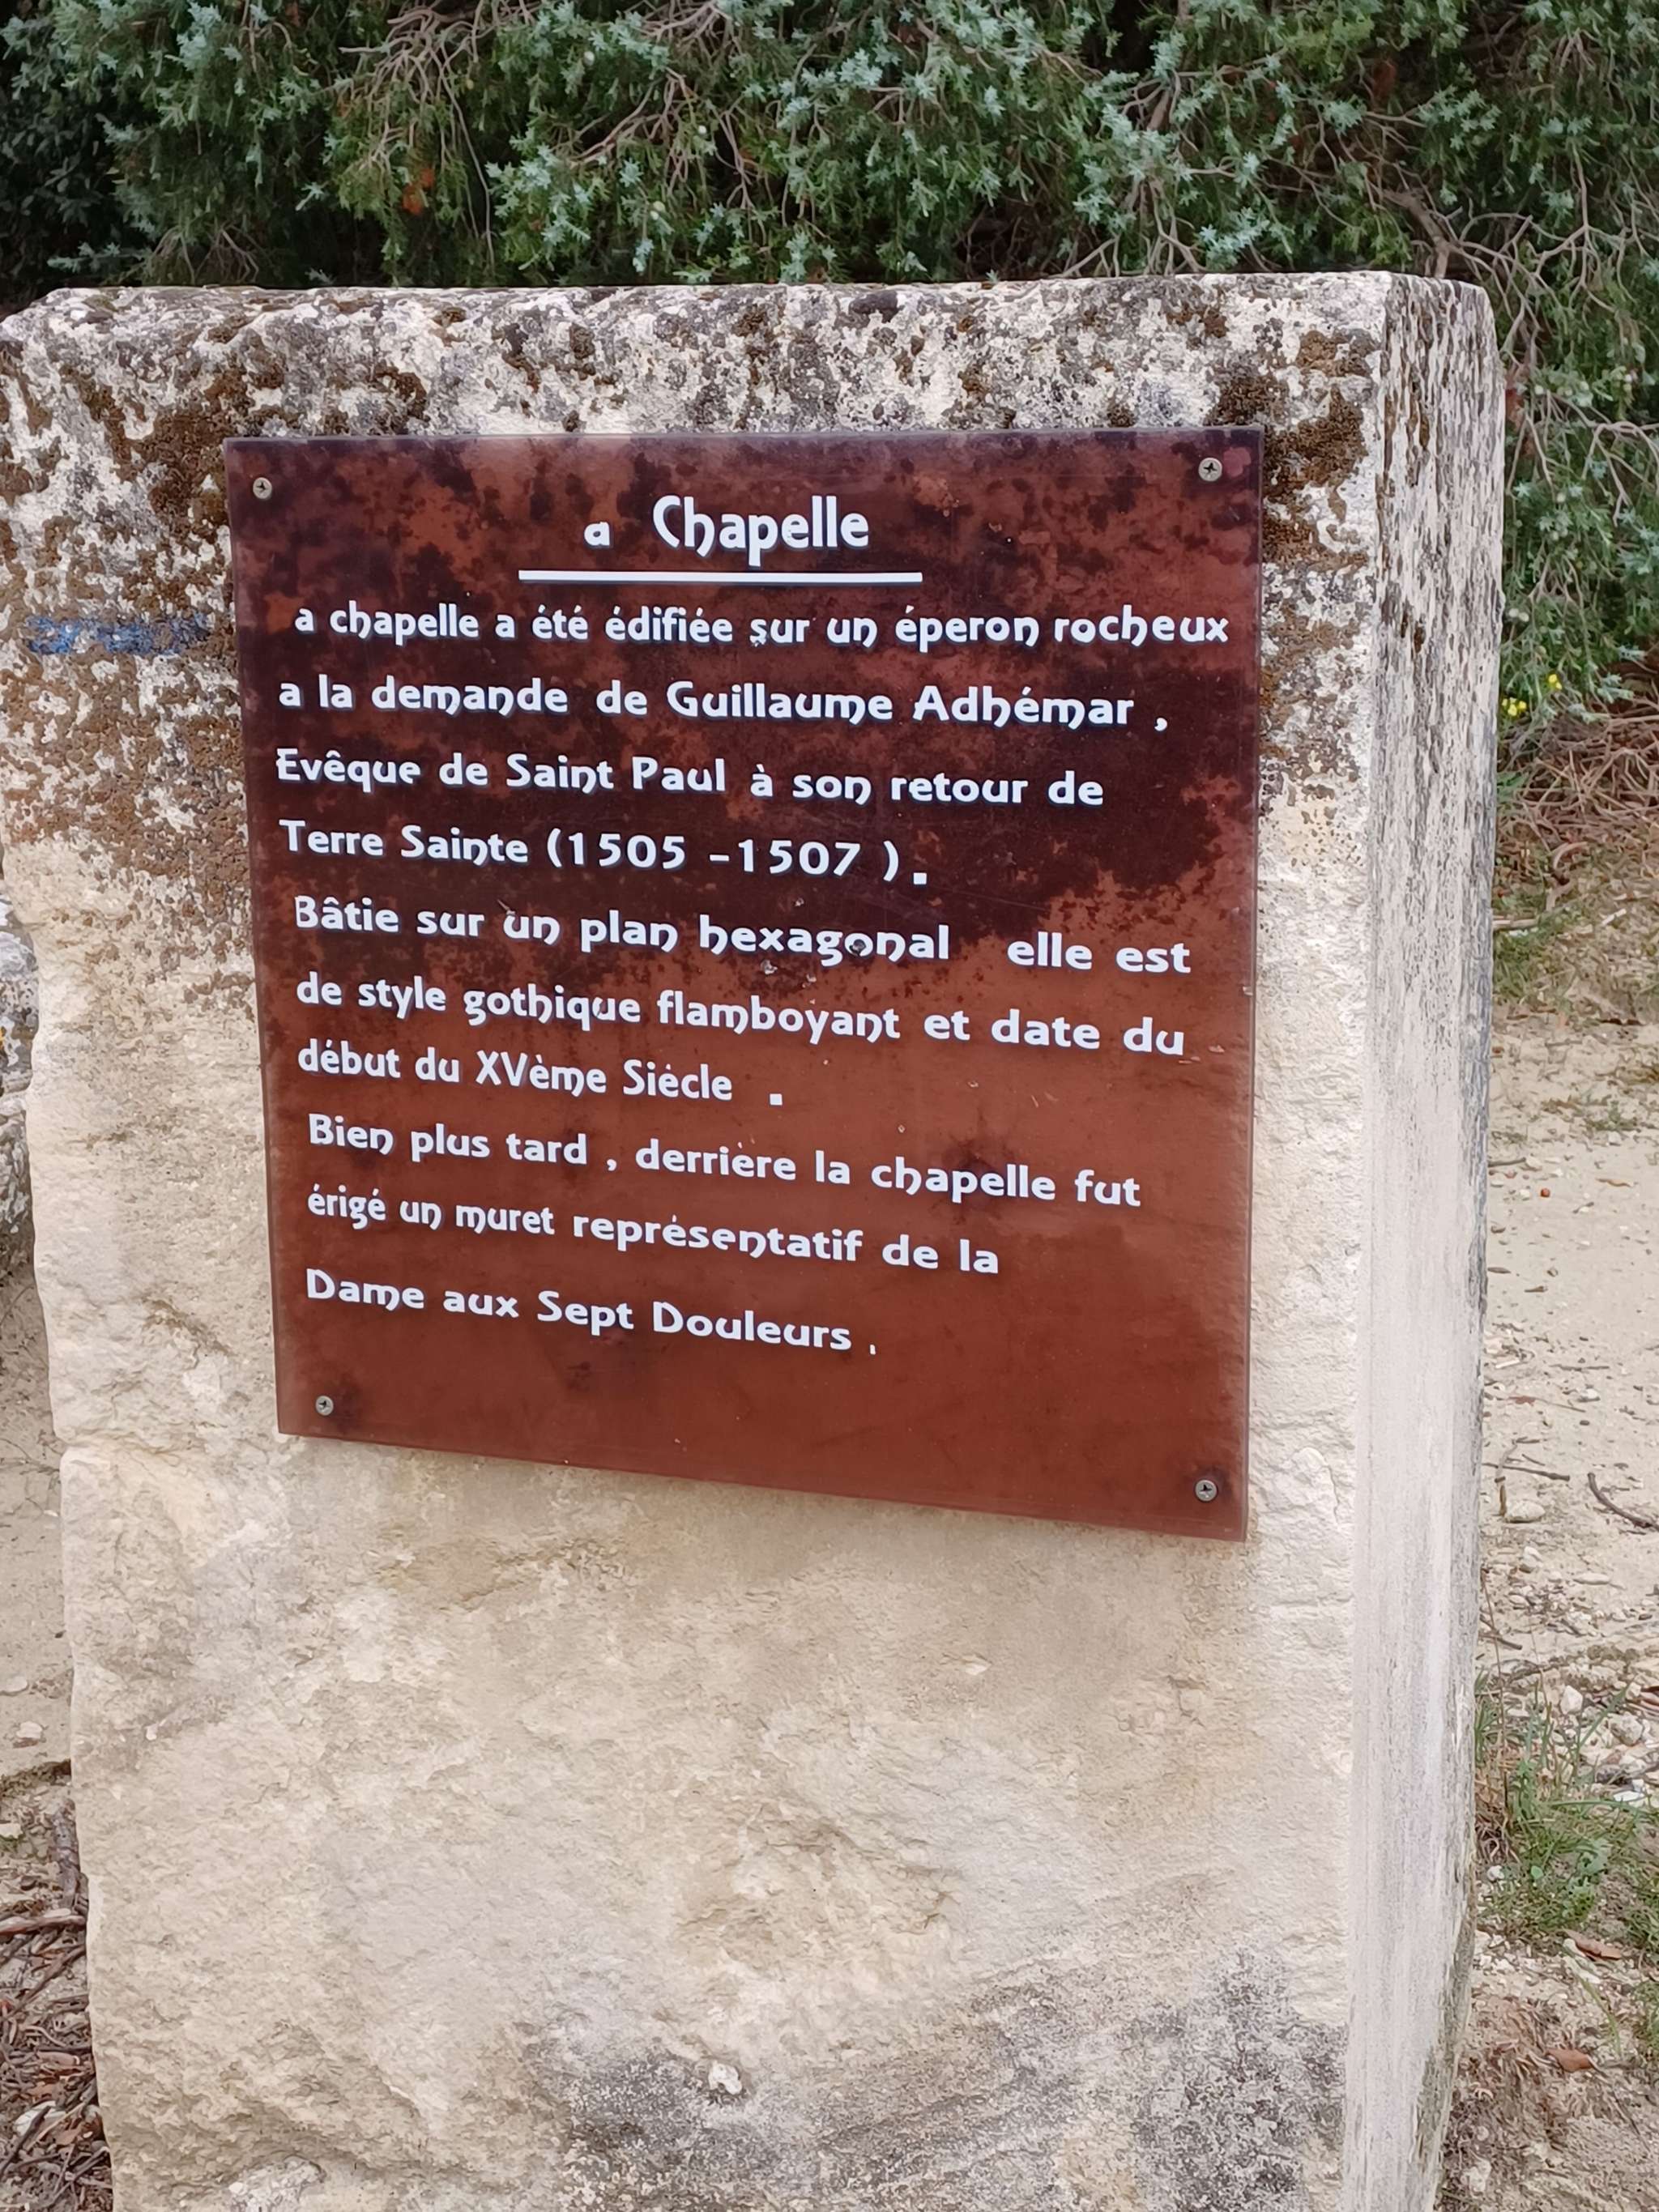 a Chapelle
a chapelle a été édifiée sur un éperon rocheux
a la demande de Guillaume Adhémar ,
Evêque de Saint Paul à son retour de
Terre Sainte (1505 -1507 ) .
Bâtie sur un plan hexagonal elle est
de style gothique flamboyant et date du
début du XVème Siècle .
Bien plus tard , derrière la chapelle fut
érigé un muret représentatif de la
Dame aux Sept Douleurs .